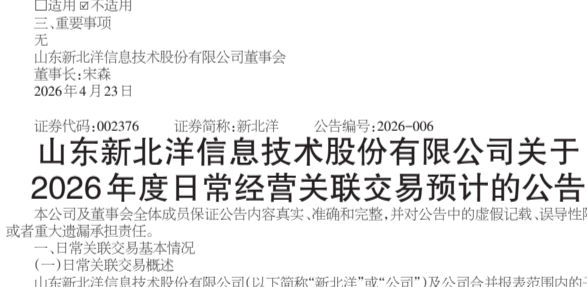 □适用 ☑不适用
三、重要事项
无
山东新北洋信息技术股份有限公司董事会
董事长:宋森
2026年4月23日
证券代码:002376 证券简称:新北洋 公告编号:2026-006
山东新北洋信息技术股份有限公司关于
2026年度日常经营关联交易预计的公告
本公司及董事会全体成员保证公告内容真实、准确和完整,并对公告中的虚假记载、误导性
或者重大遗漏承担责任。
一、日常关联交易基本情况
(一)日常关联交易概述
山东新北洋信息技术股份有限公司(以下简称“新北洋”或“公司”)及公司合并报表范围内的